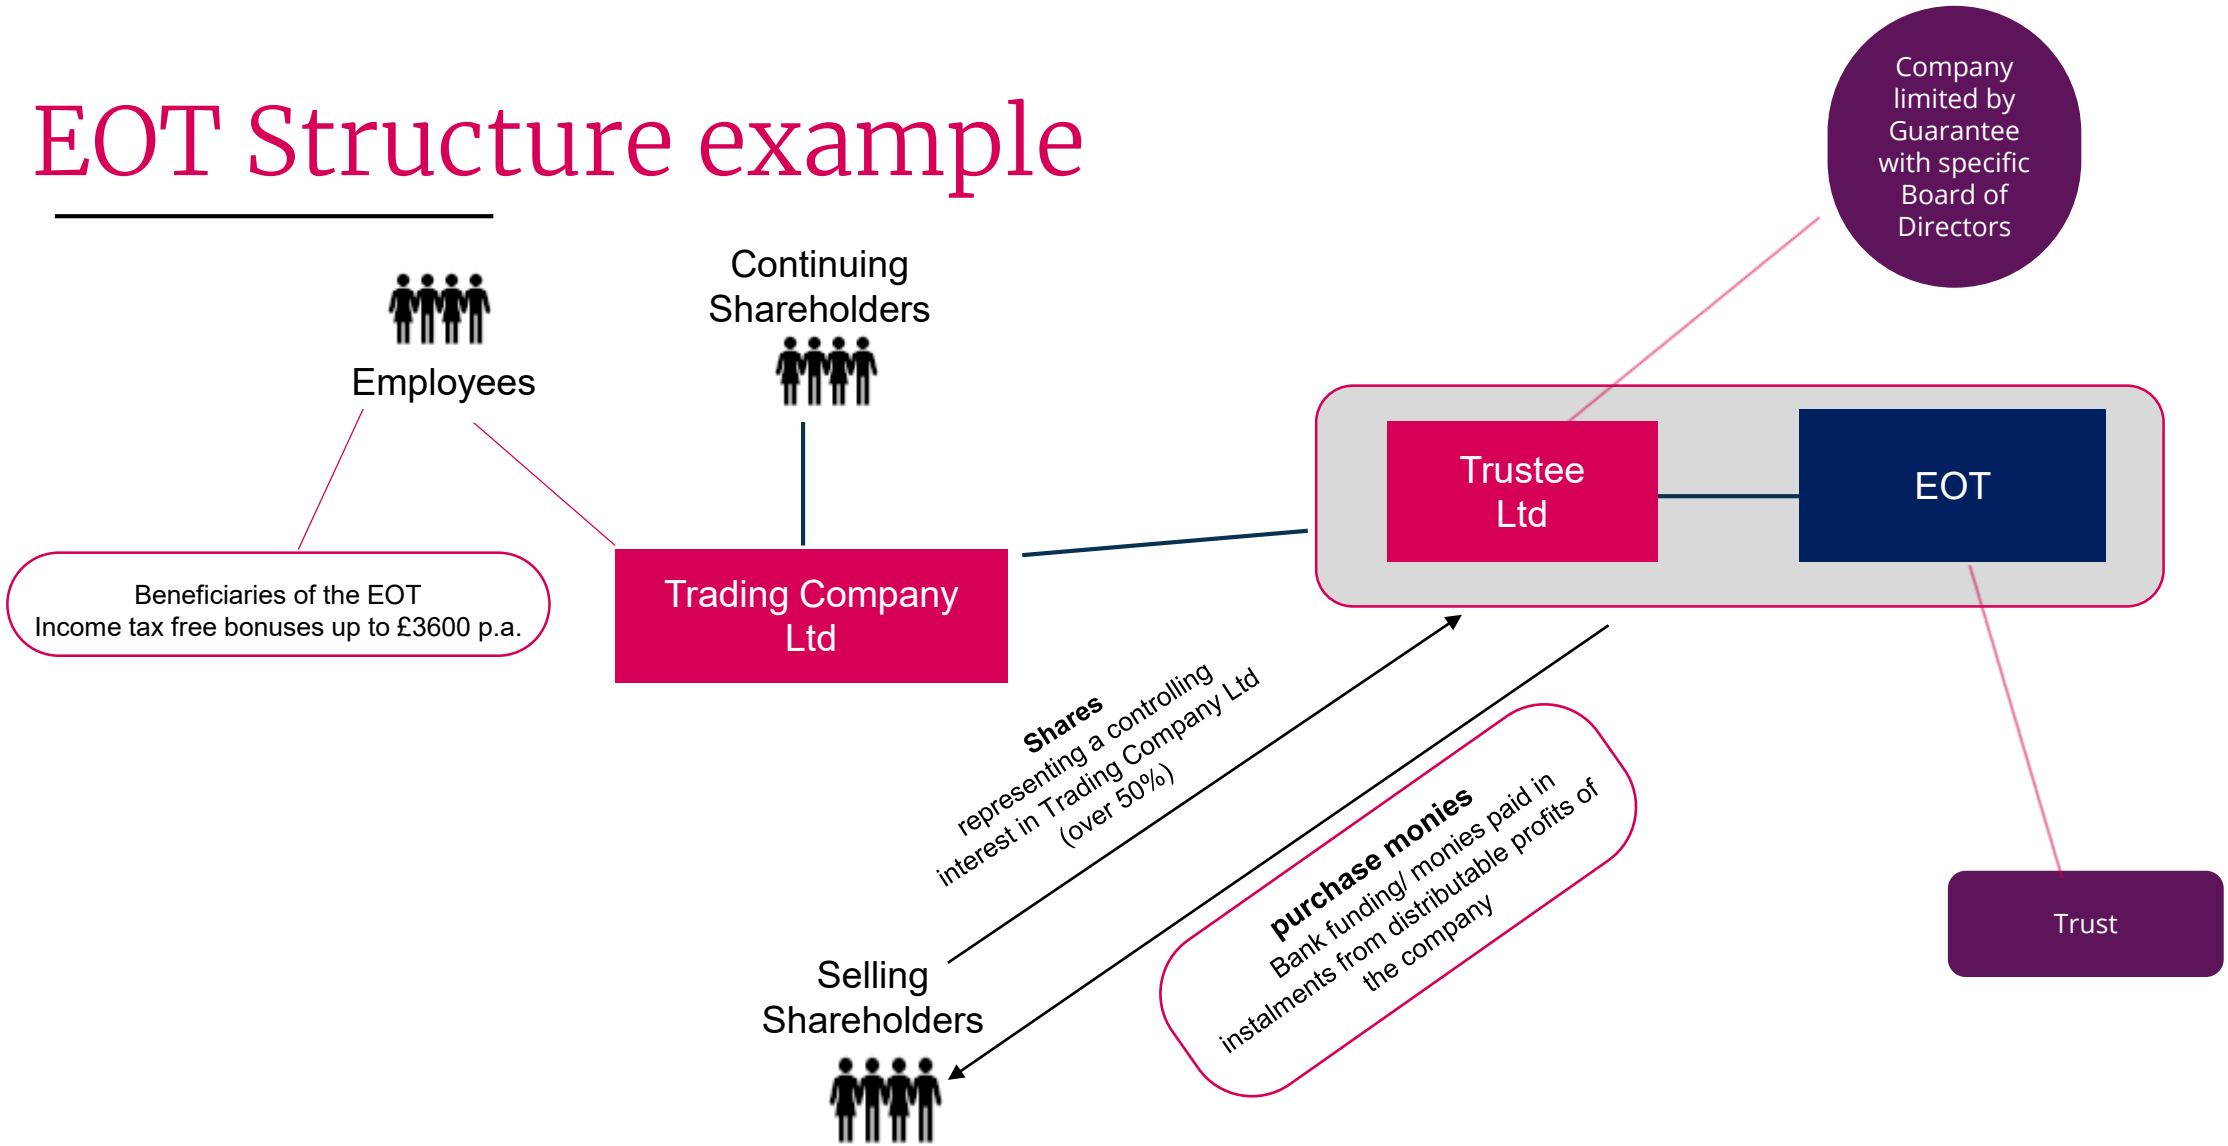 EOT Structure example
Company
limited by
Guarantee
with specific
Board of
Directors
Employees
Continuing
Shareholders
Trustee
Ltd
EOT
Beneficiaries of the EOT
Income tax free bonuses up to £3600 p.a.
Trading Company
Ltd
Shares
representing a controlling
interest in Trading Company Ltd
(over 50%)
purchase monies
Bank funding/ monies paid in
instalments from distributable profits of
the company
Selling
Shareholders
Trust